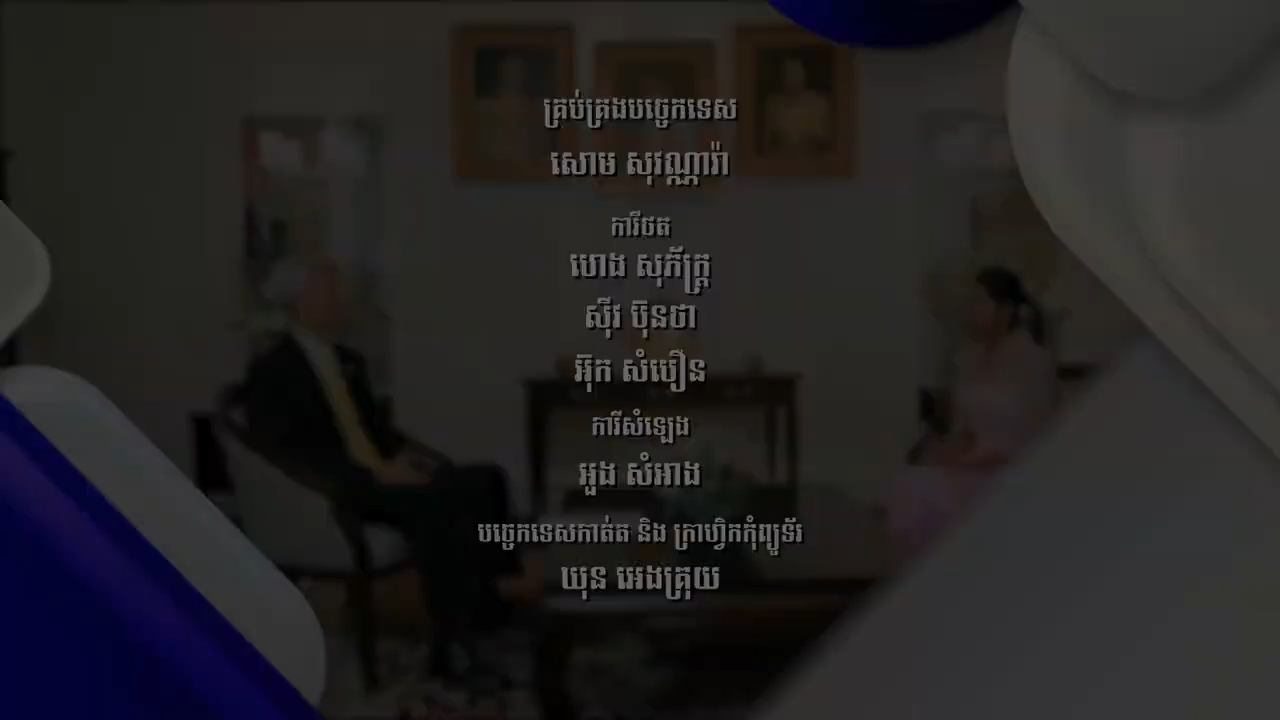 គ្រប់គ្រងបច្ចេកទេស
សោម សុវណ្ណារ៉ា
ការីថត
ហេង សុភ័ក្ត្រ
ស៊ីវ ប៊ុនថា
អ៊ុក សំបឿន
ការីសំឡេង
អួង សំអាង
បច្ចេកទេសកាត់ត និង ក្រាហ្វិកកុំព្យូទ័រ
ឃុន អេងគ្រុយ